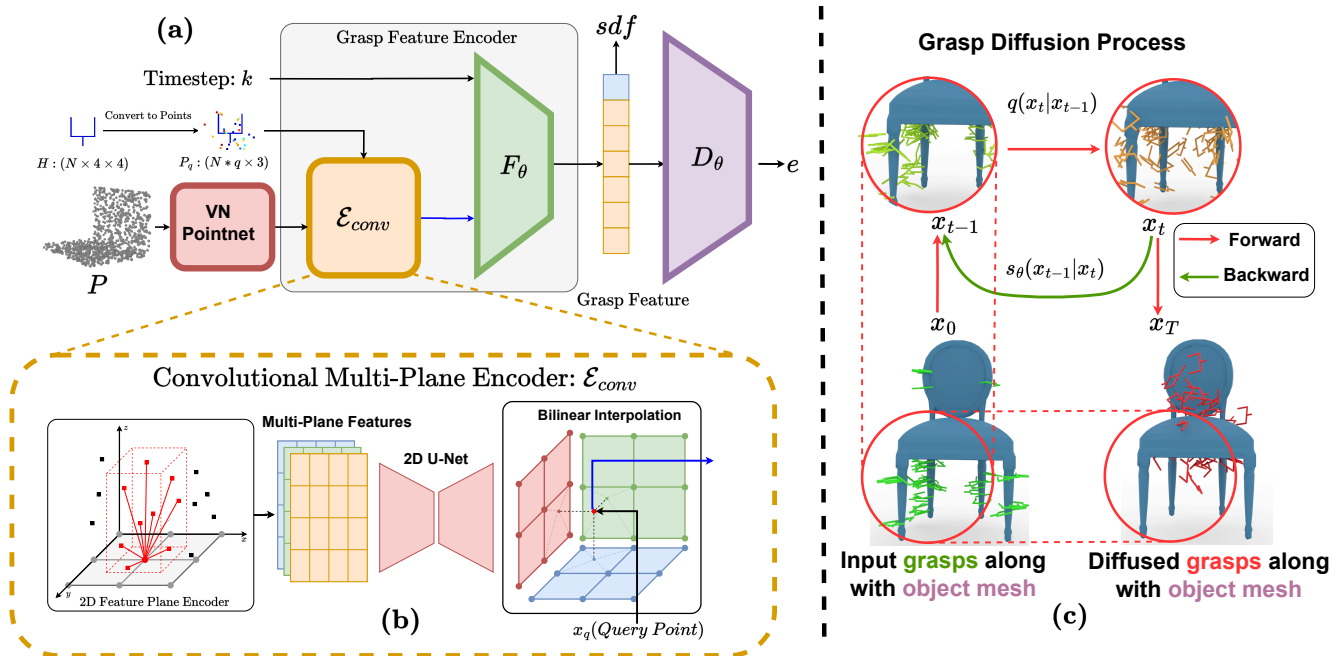 (a)
Grasp Feature Encoder
sdf
Timestep: k
Convert to Points
H : (N × 4 × 4)
P_q : (N * q × 3)
F_θ
D_θ
e
VN
Pointnet
ℰ_conv
P
Grasp Feature
Convolutional Multi-Plane Encoder: ℰ_conv
Multi-Plane Features
2D U-Net
Bilinear Interpolation
z
x
y
2D Feature Plane Encoder
x_q(Query Point)
(b)
Grasp Diffusion Process
q(x_t|x_{t-1})
x_{t-1}
x_t
Forward
Backward
s_θ(x_{t-1}|x_t)
x_0
x_T
Input grasps along
with object mesh
Diffused grasps along
with object mesh
(c)